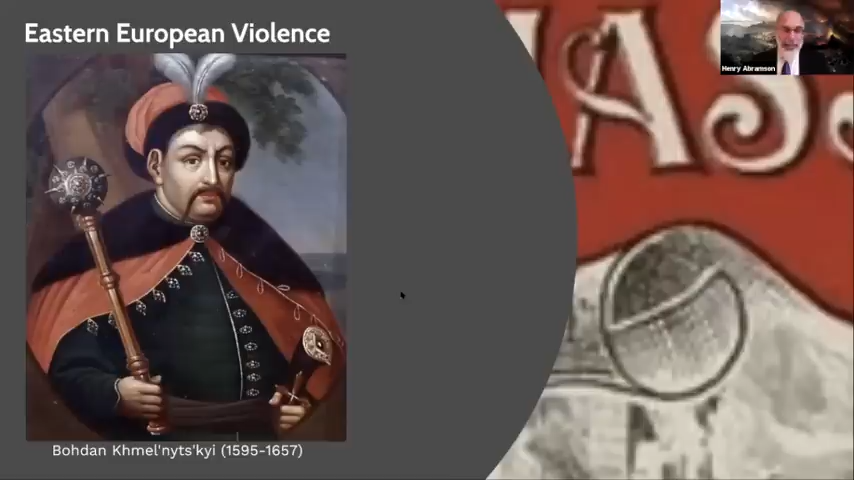 Eastern European Violence
Henry Abramson
Bohdan Khmel'nyts'kyi (1595-1657)